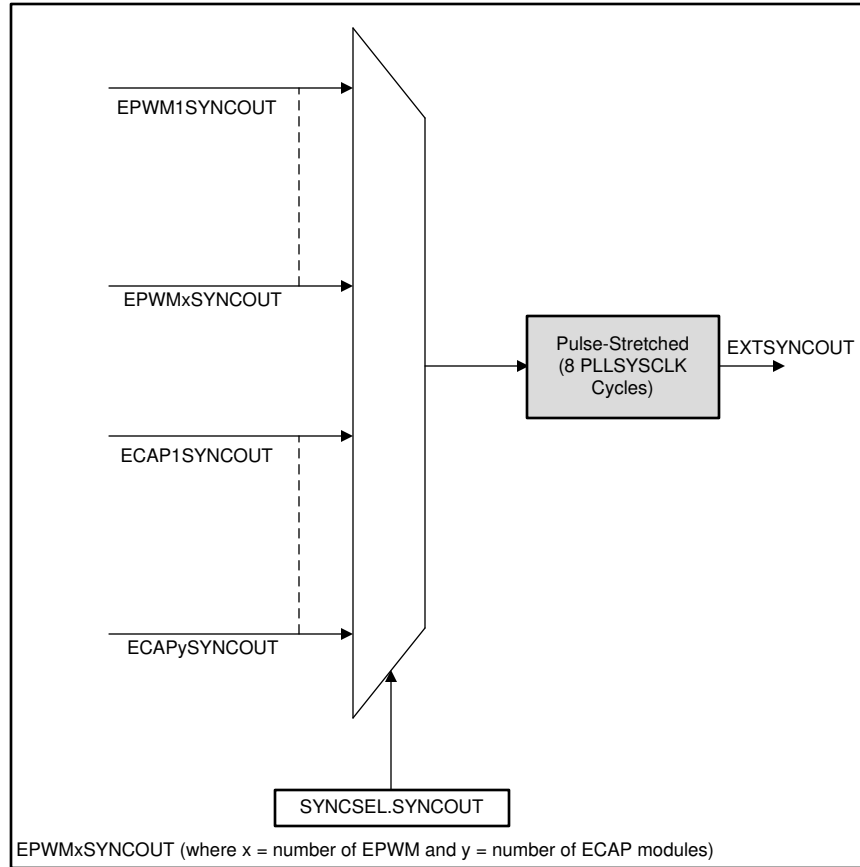 EPWM1SYNCOUT
EPWMxSYNCOUT
Pulse-Stretched
(8 PLLSYSCLK
Cycles)
EXTSYNCOUT
ECAP1SYNCOUT
ECAPySYNCOUT
SYNCSEL.SYNCOUT
EPWMxSYNCOUT (where x = number of EPWM and y = number of ECAP modules)